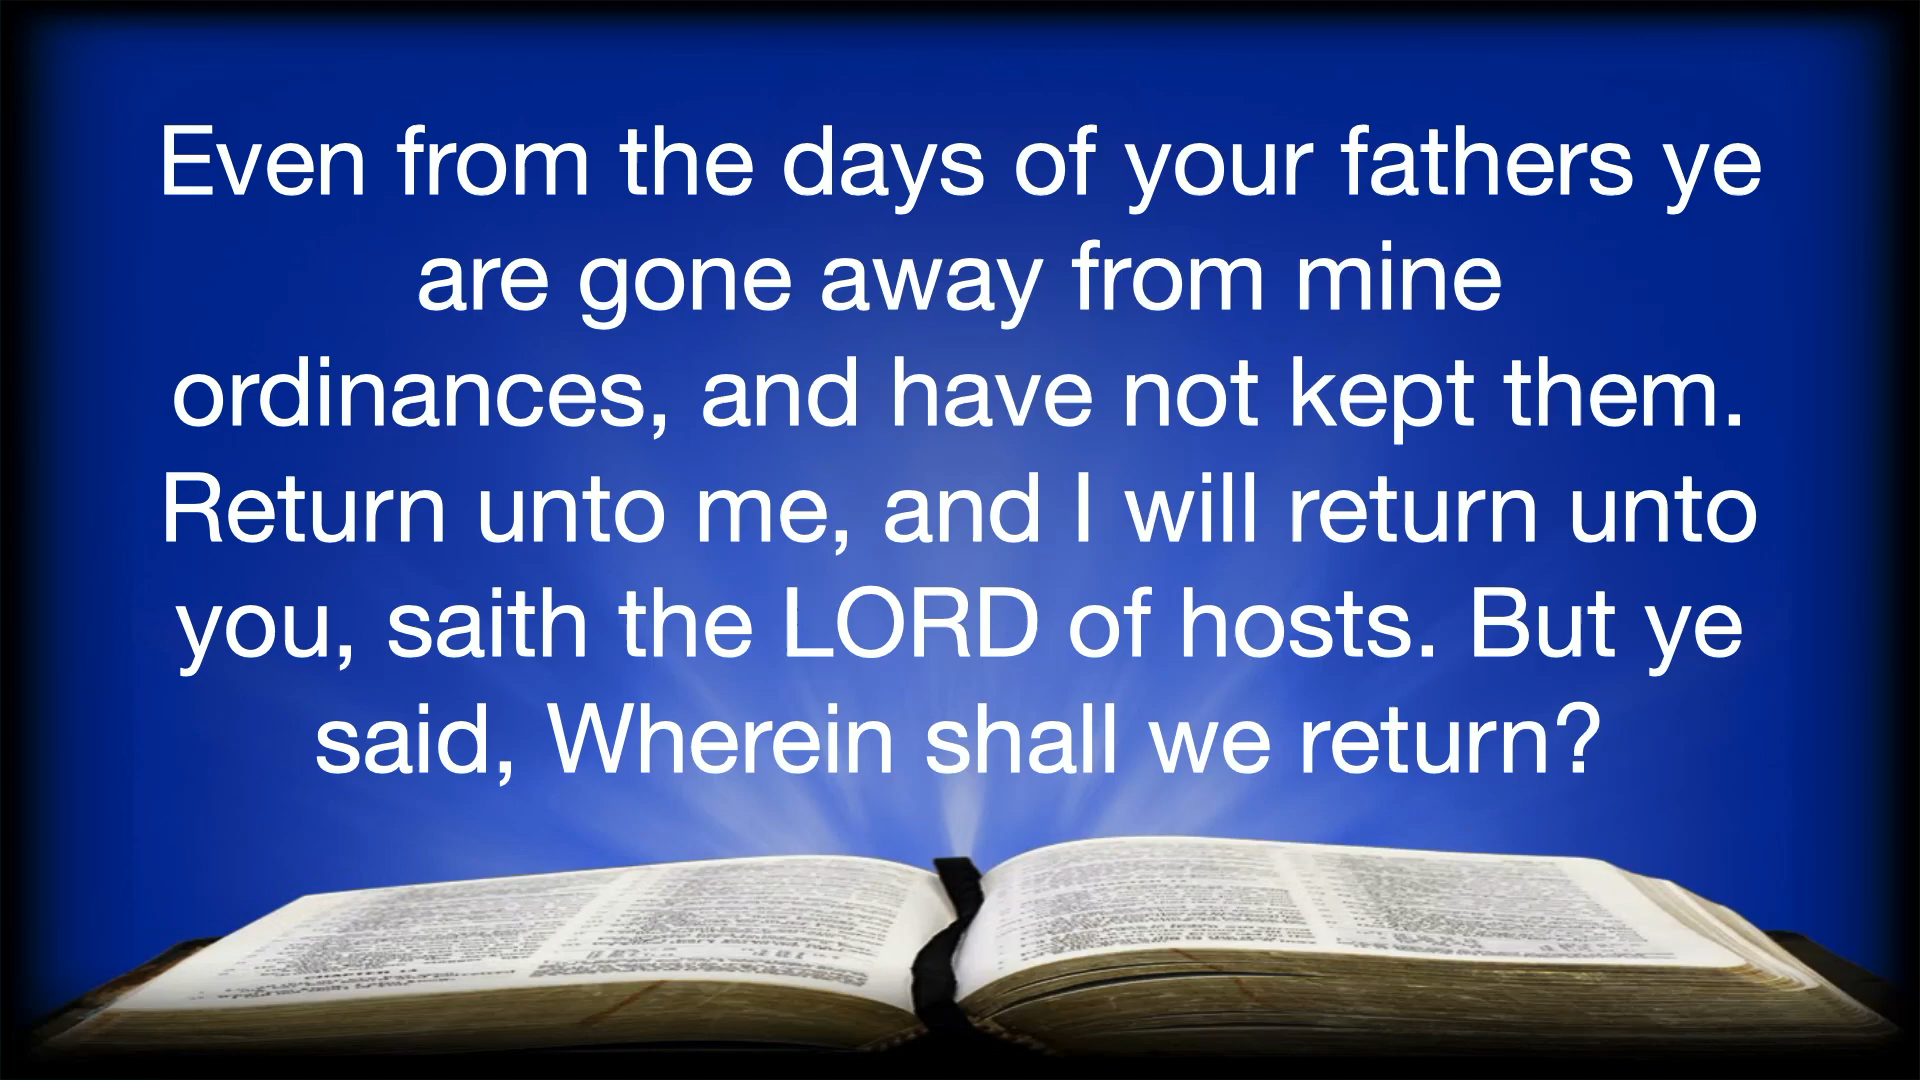 Even from the days of your fathers ye
are gone away from mine
ordinances, and have not kept them.
Return unto me, and I will return unto
you, saith the LORD of hosts. But ye
said, Wherein shall we return?